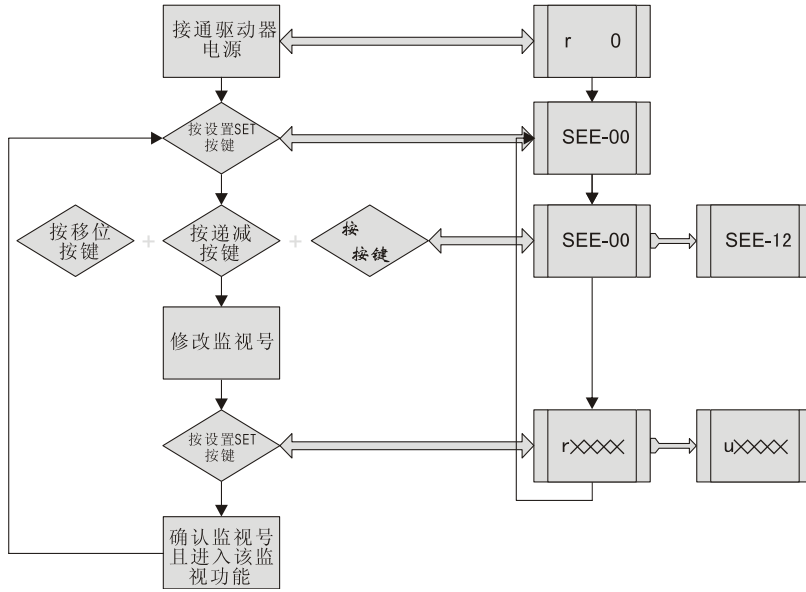 接通驱动器
电源
r 0
按设置SET
按键
SEE-00
按移位
按键
+
按递减
按键
+
按
按键
SEE-00
SEE-12
修改监视号
按设置SET
按键
r××××
u××××
确认监视号
且进入该监
视功能